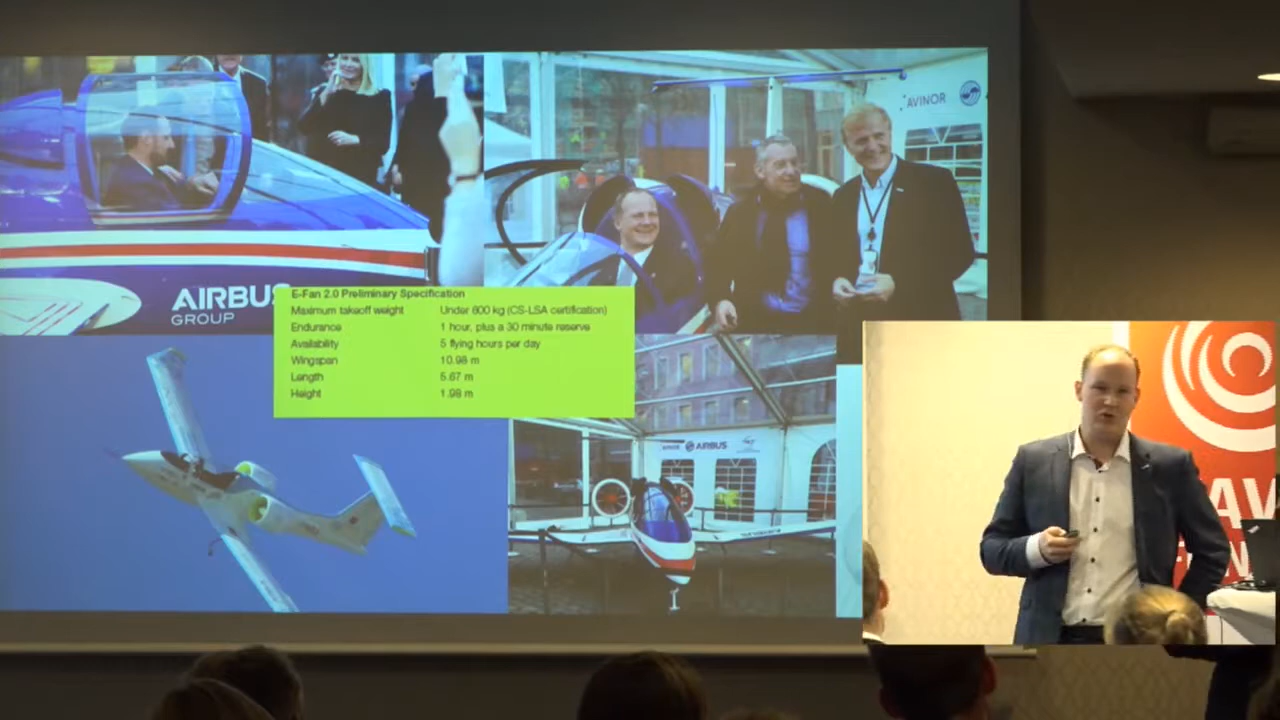 AVINOR
AIRBUS
GROUP
E-Fan 2.0 Preliminary Specification
Maximum takeoff weight Under 600 kg (CS-LSA certification)
Endurance 1 hour, plus a 30 minute reserve
Availability 5 flying hours per day
Wingspan 10.98 m
Length 5.67 m
Height 1.98 m
AIRBUS
AV